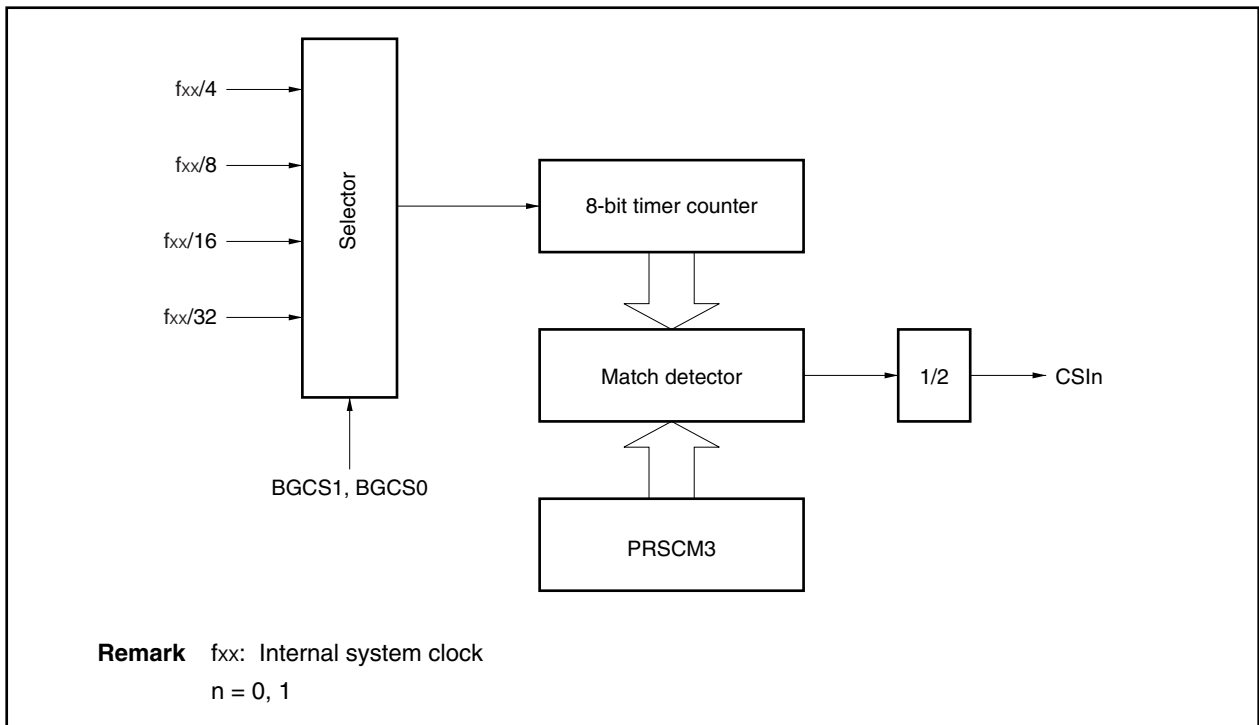 fxx/4
fxx/8
fxx/16
fxx/32
Selector
BGCS1, BGCS0
8-bit timer counter
Match detector
1/2
CSIn
PRSCM3
Remark fxx: Internal system clock
n = 0, 1